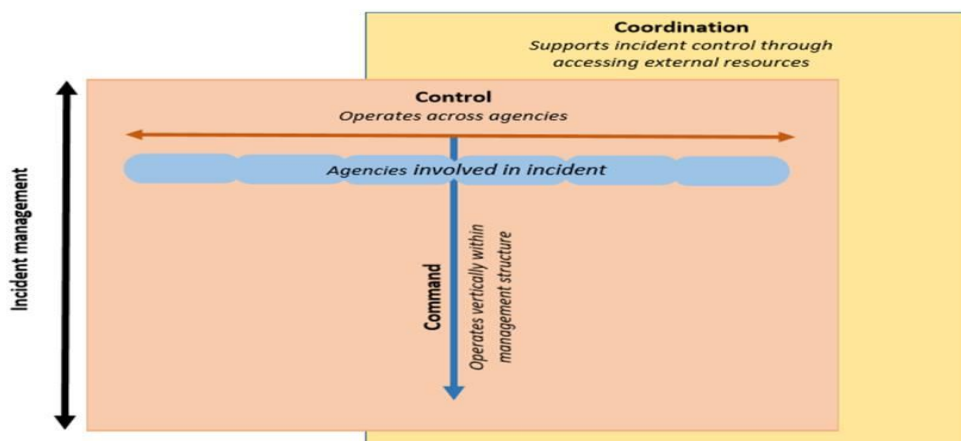 Coordination
Supports incident control through
accessing external resources
Control
Operates across agencies
Agencies involved in incident
Incident management
Command
Operates vertically within
management structure